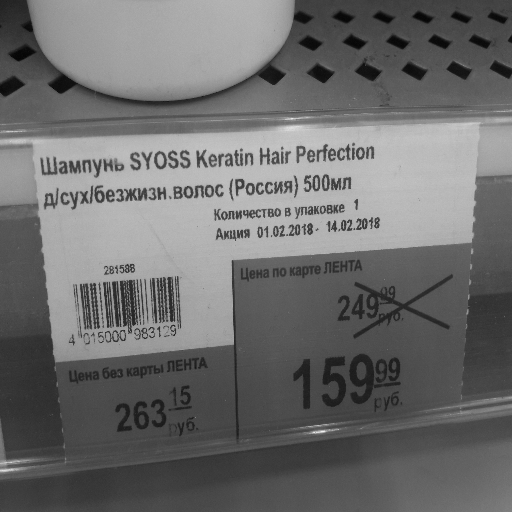 Шампунь SYOSS Keratin Hair Perfection
д/сух/безжизн.волос (Россия) 500мл
Количество в упаковке 1
Акция 01.02.2018 - 14.02.2018
281588
4 015000 983129
Цена по карте ЛЕНТА
249 09
руб.
159 99
руб.
Цена без карты ЛЕНТА
263 15
руб.